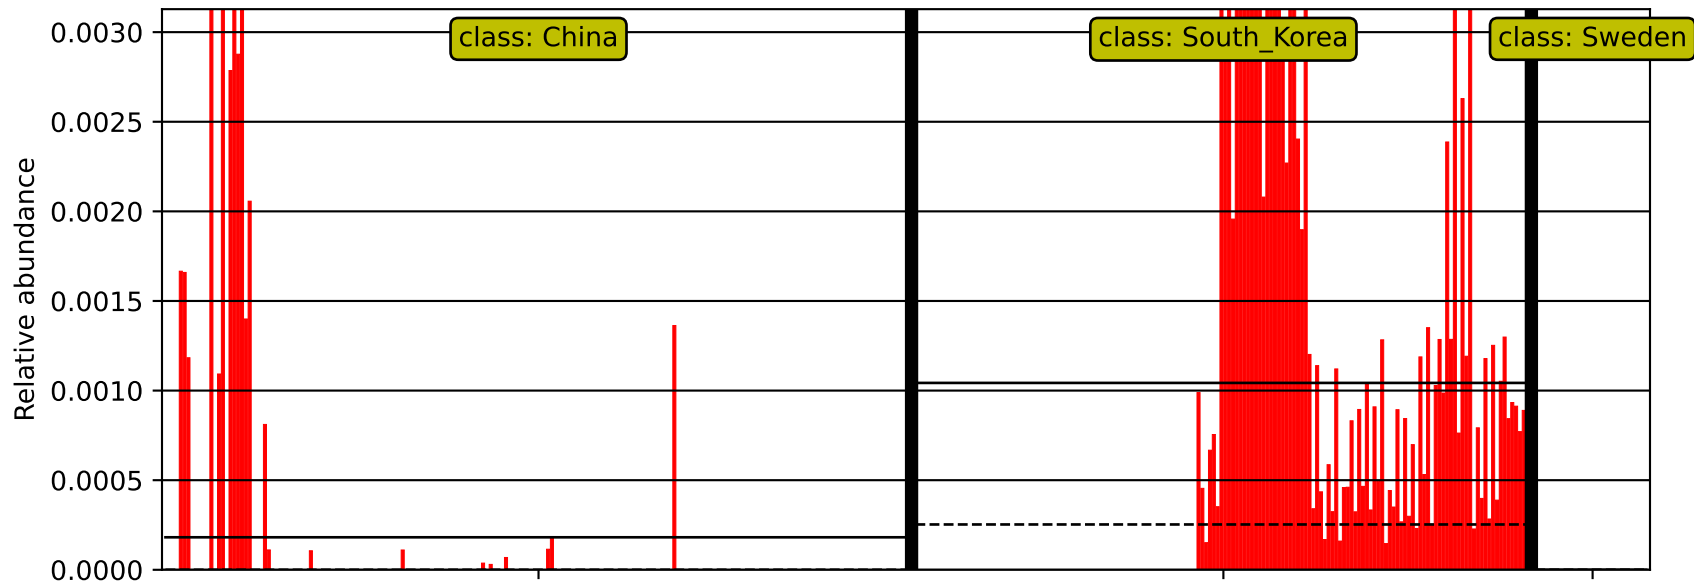 class: China
class: South_Korea
class: Sweden
Relative abundance
0.0030
0.0025
0.0020
0.0015
0.0010
0.0005
0.0000